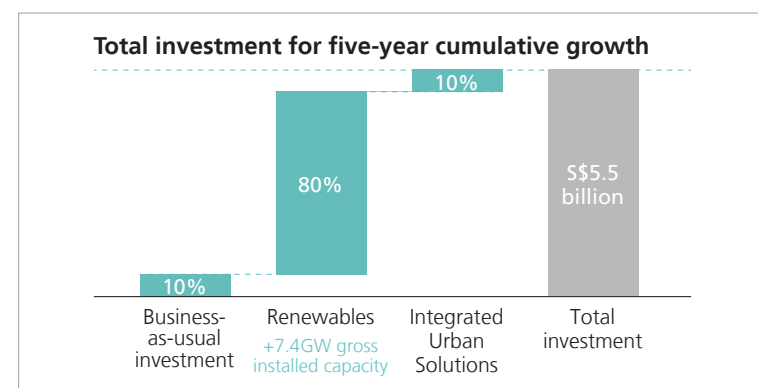 Total investment for five-year cumulative growth
10%
80%
S$5.5
billion
10%
Business-
as-usual
investment
Renewables
+7.4GW gross
installed capacity
Integrated
Urban
Solutions
Total
investment